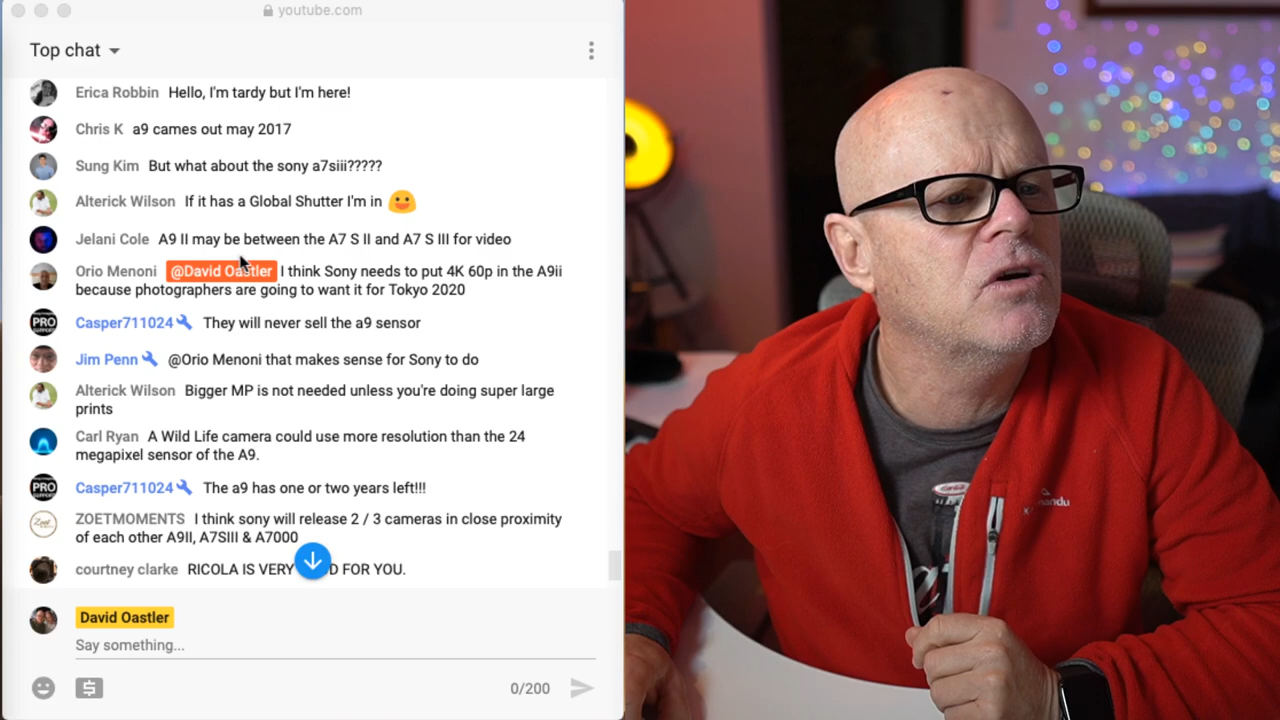 youtube.com
Top chat
Erica Robbin Hello, I'm tardy but I'm here!
Chris K a9 cames out may 2017
Sung Kim But what about the sony a7siii?????
Alterick Wilson If it has a Global Shutter I'm in
Jelani Cole A9 II may be between the A7 S II and A7 S III for video
Orio Menoni @David Oastler I think Sony needs to put 4K 60p in the A9ii
because photographers are going to want it for Tokyo 2020
PRO
Casper711024 They will never sell the a9 sensor
Jim Penn @Orio Menoni that makes sense for Sony to do
Alterick Wilson Bigger MP is not needed unless you're doing super large
prints
Carl Ryan A Wild Life camera could use more resolution than the 24
megapixel sensor of the A9.
PRO
Casper711024 The a9 has one or two years left!!!
ZOETMOMENTS I think sony will release 2 / 3 cameras in close proximity
of each other A9II, A7SIII & A7000
courtney clarke RICOLA IS VERY D FOR YOU.
David Oastler
Say something...
$
0/200